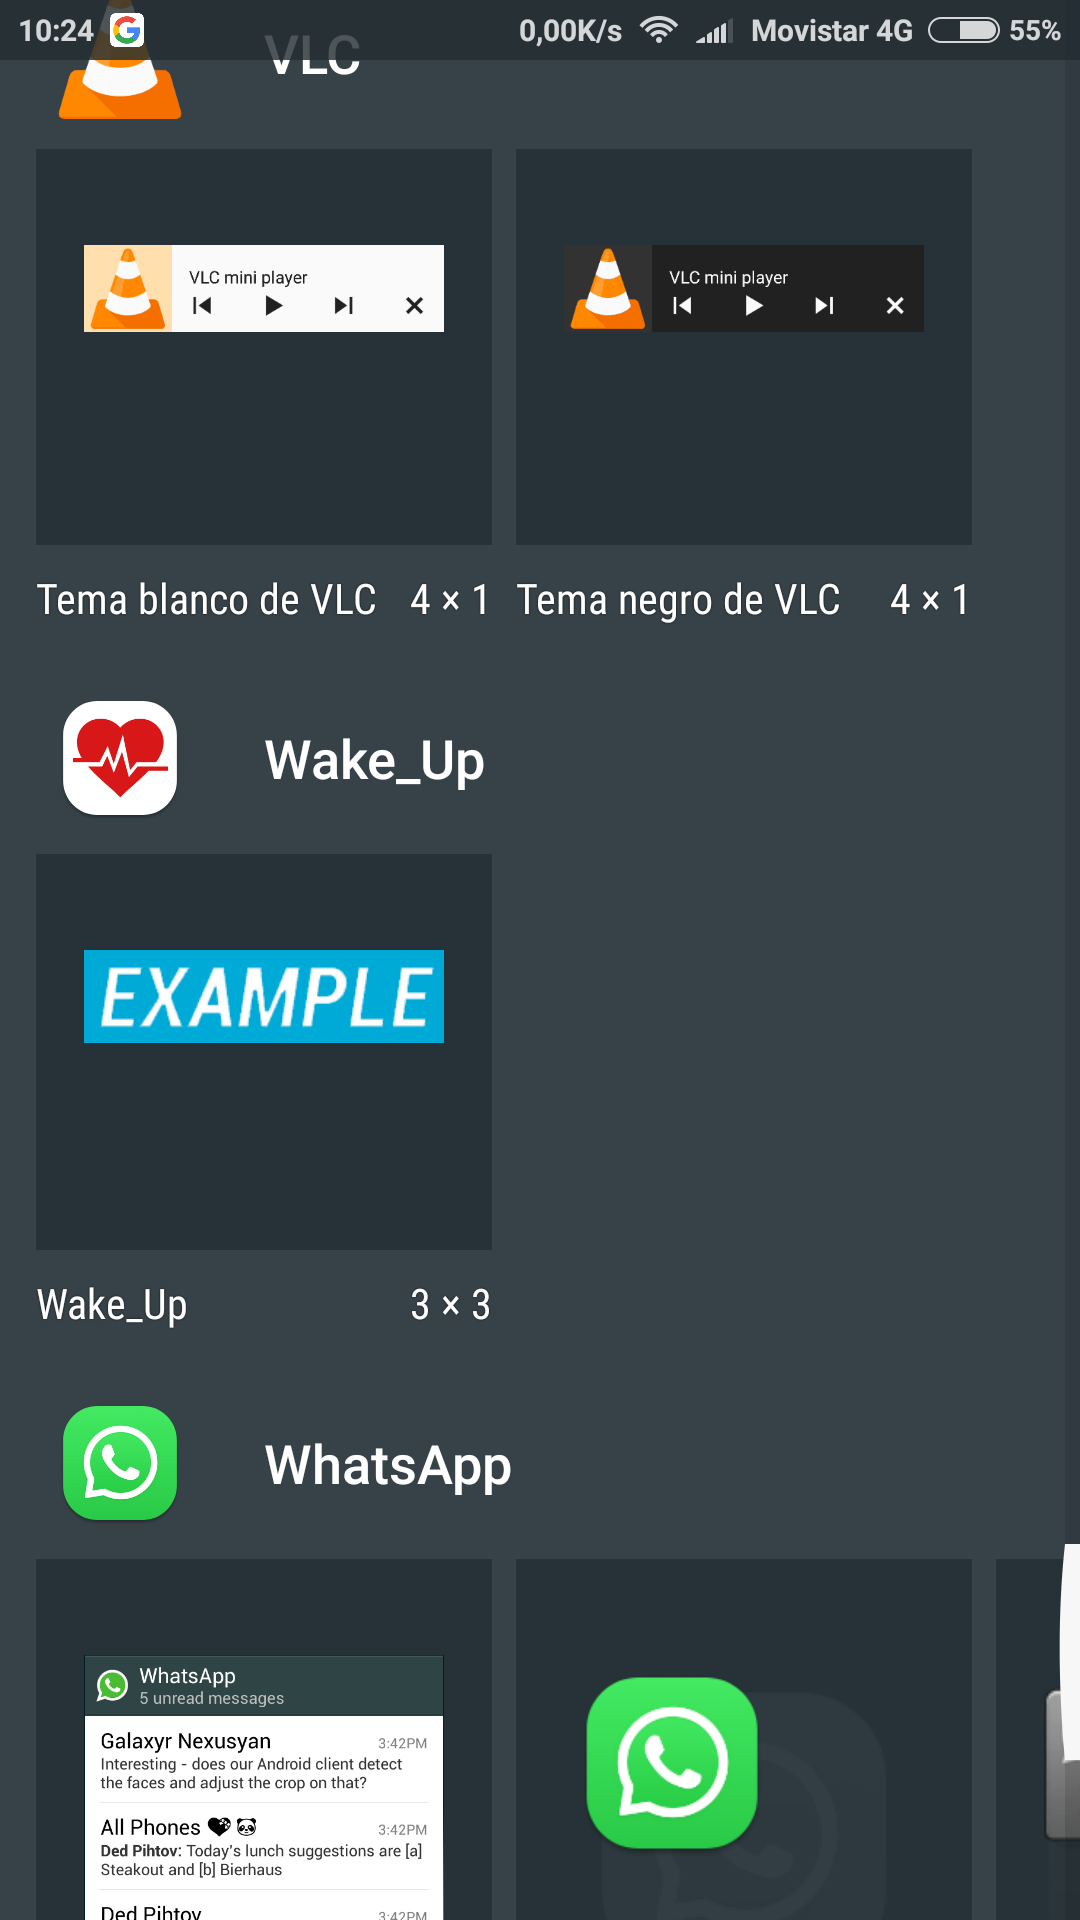 10:24 0,00K/s Movistar 4G 55%
VLC
VLC mini player
VLC mini player
Tema blanco de VLC 4 × 1
Tema negro de VLC 4 × 1
Wake_Up
EXAMPLE
Wake_Up 3 × 3
WhatsApp
WhatsApp
5 unread messages
Galaxyr Nexusyan 3:42PM
Interesting - does our Android client detect
the faces and adjust the crop on that?
All Phones 3:42PM
Ded Pihtov: Today's lunch suggestions are [a]
Steakout and [b] Bierhaus
Ded Pihtov 3:42PM